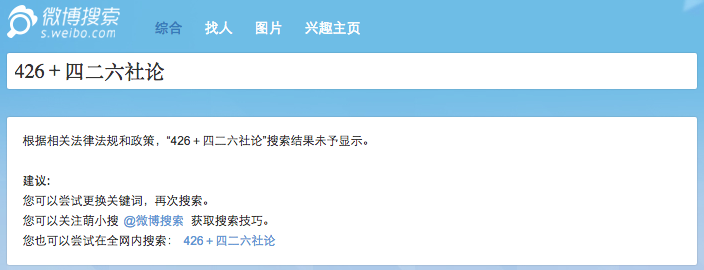 微博搜索
s.weibo.com
综合 找人 图片 兴趣主页
426＋四二六社论
根据相关法律法规和政策，“426＋四二六社论”搜索结果未予显示。
建议：
您可以尝试更换关键词，再次搜索。
您可以关注萌小搜 @微博搜索 获取搜索技巧。
您也可以尝试在全网内搜索： 426＋四二六社论